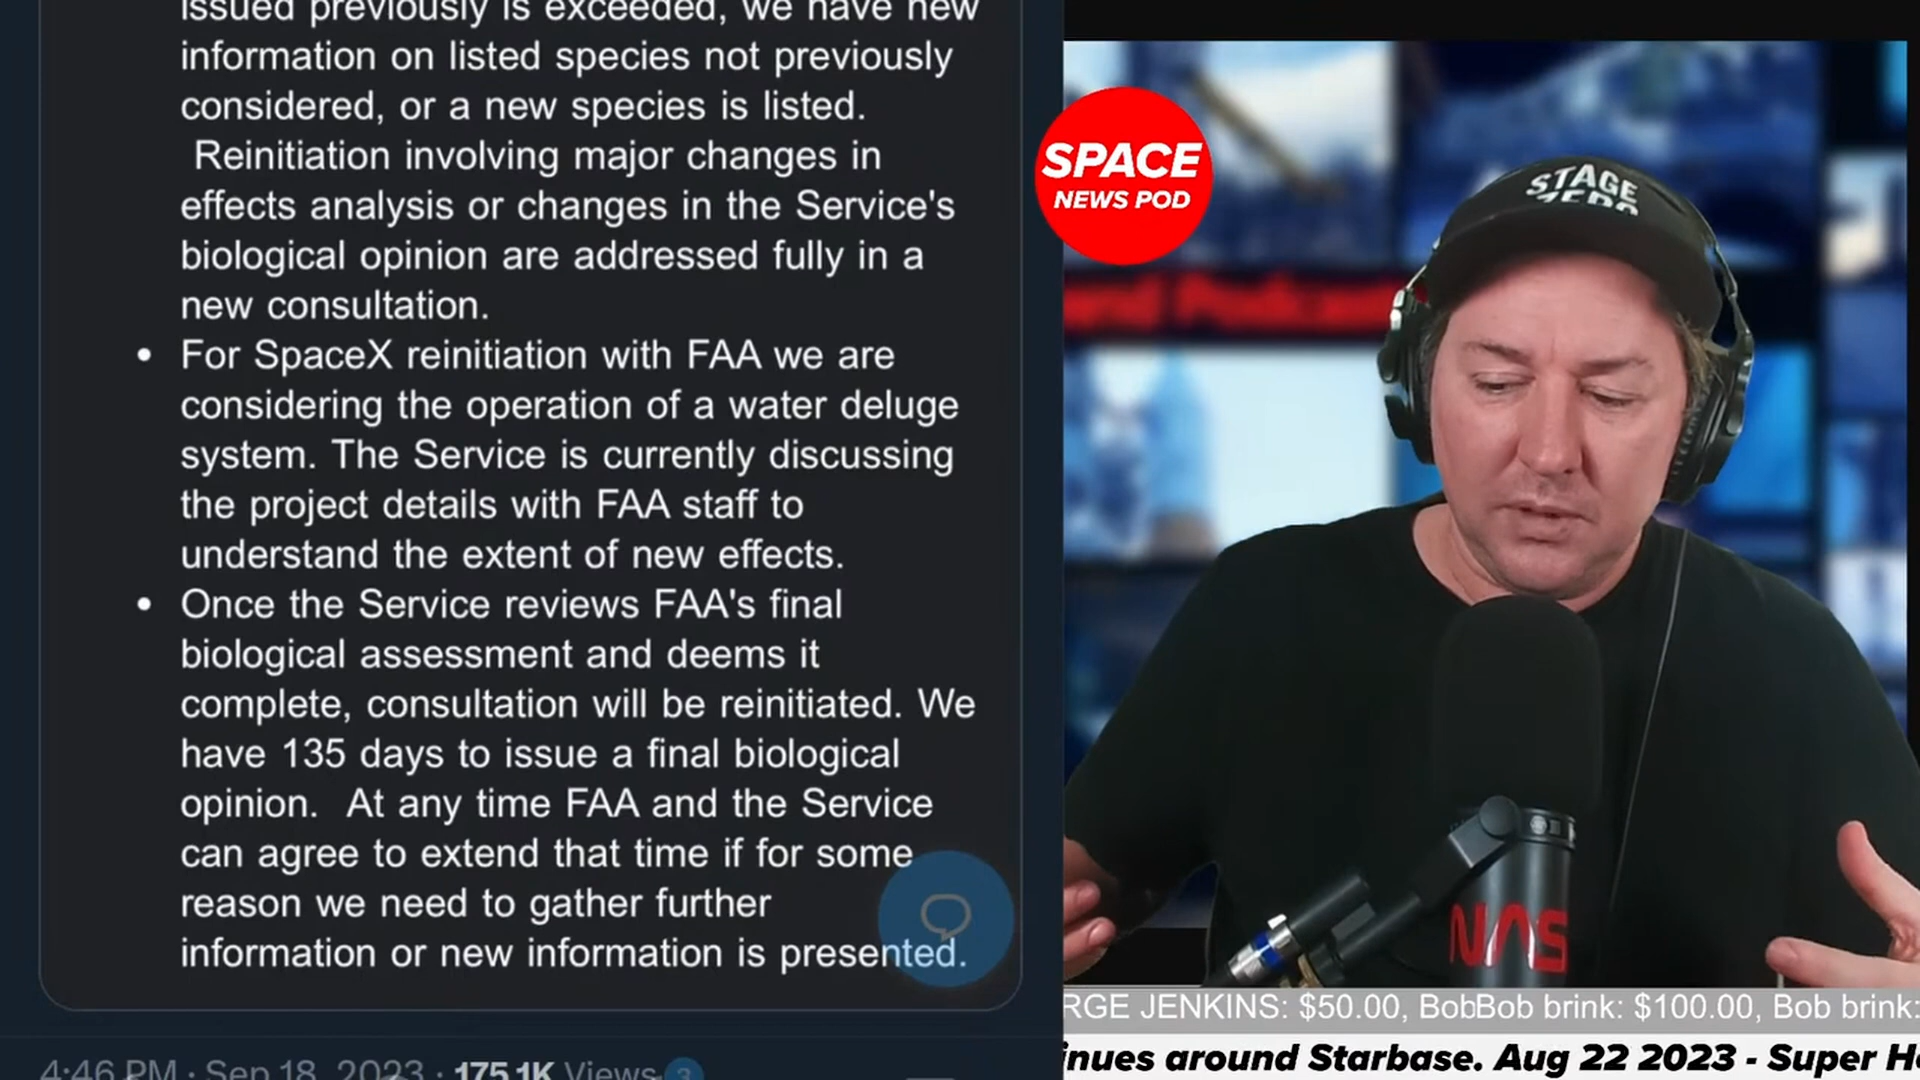 issued previously is exceeded, we have new
information on listed species not previously
considered, or a new species is listed.
Reinitiation involving major changes in
effects analysis or changes in the Service's
biological opinion are addressed fully in a
new consultation.
• For SpaceX reinitiation with FAA we are
considering the operation of a water deluge
system. The Service is currently discussing
the project details with FAA staff to
understand the extent of new effects.
• Once the Service reviews FAA's final
biological assessment and deems it
complete, consultation will be reinitiated. We
have 135 days to issue a final biological
opinion. At any time FAA and the Service
can agree to extend that time if for some
reason we need to gather further
information or new information is presented.
4:46 PM · Sep 18, 2023 · 175.1K Views 3
SPACE
NEWS POD
STAGE
ZERO
NAS
RGE JENKINS: $50.00, BobBob brink: $100.00, Bob brink:
inues around Starbase. Aug 22 2023 - Super H